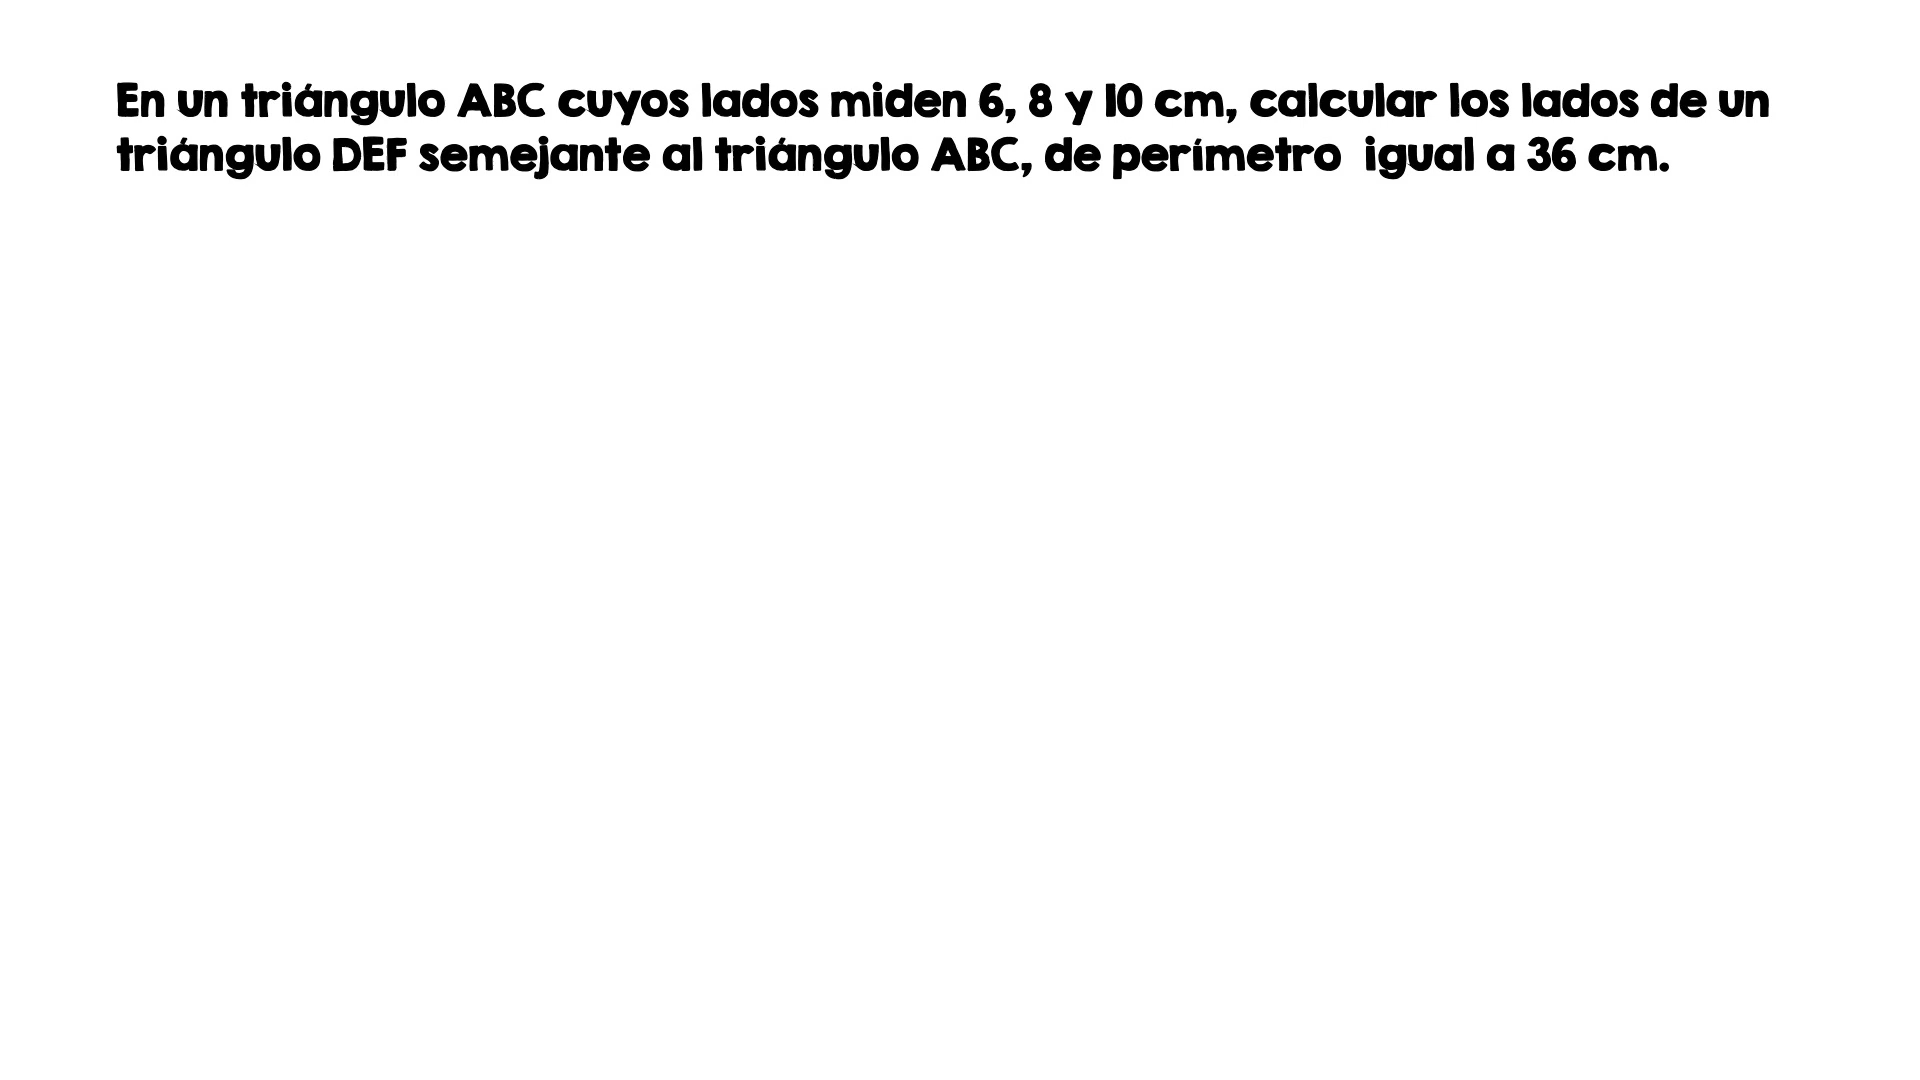 En un triángulo ABC cuyos lados miden 6, 8 y 10 cm, calcular los lados de un
triángulo DEF semejante al triángulo ABC, de perímetro  igual a 36 cm.